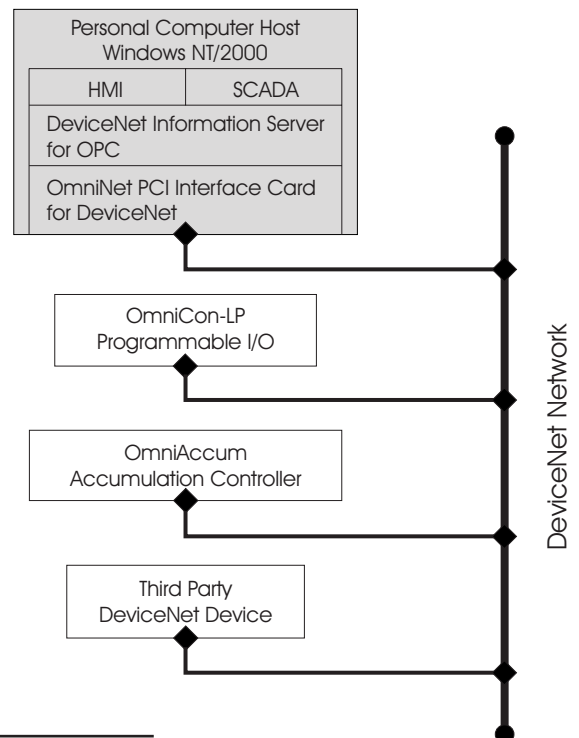 Personal Computer Host
Windows NT/2000
HMI
SCADA
DeviceNet Information Server
for OPC
OmniNet PCI Interface Card
for DeviceNet
OmniCon-LP
Programmable I/O
OmniAccum
Accumulation Controller
Third Party
DeviceNet Device
DeviceNet Network